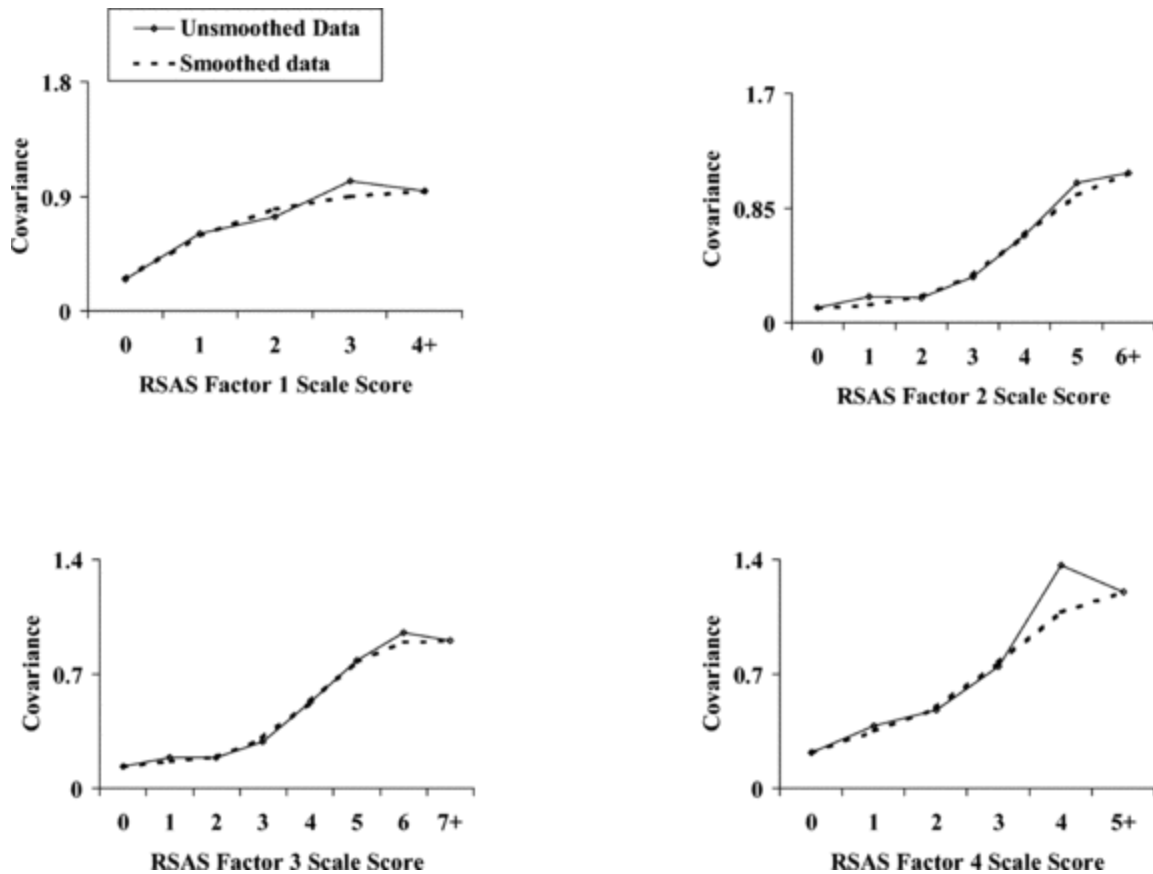 Unsmoothed Data
Smoothed data
1.8
0.9
0
Covariance
0 1 2 3 4+
RSAS Factor 1 Scale Score
1.7
0.85
0
Covariance
0 1 2 3 4 5 6+
RSAS Factor 2 Scale Score
1.4
0.7
0
Covariance
0 1 2 3 4 5 6 7+
RSAS Factor 3 Scale Score
1.4
0.7
0
Covariance
0 1 2 3 4 5+
RSAS Factor 4 Scale Score